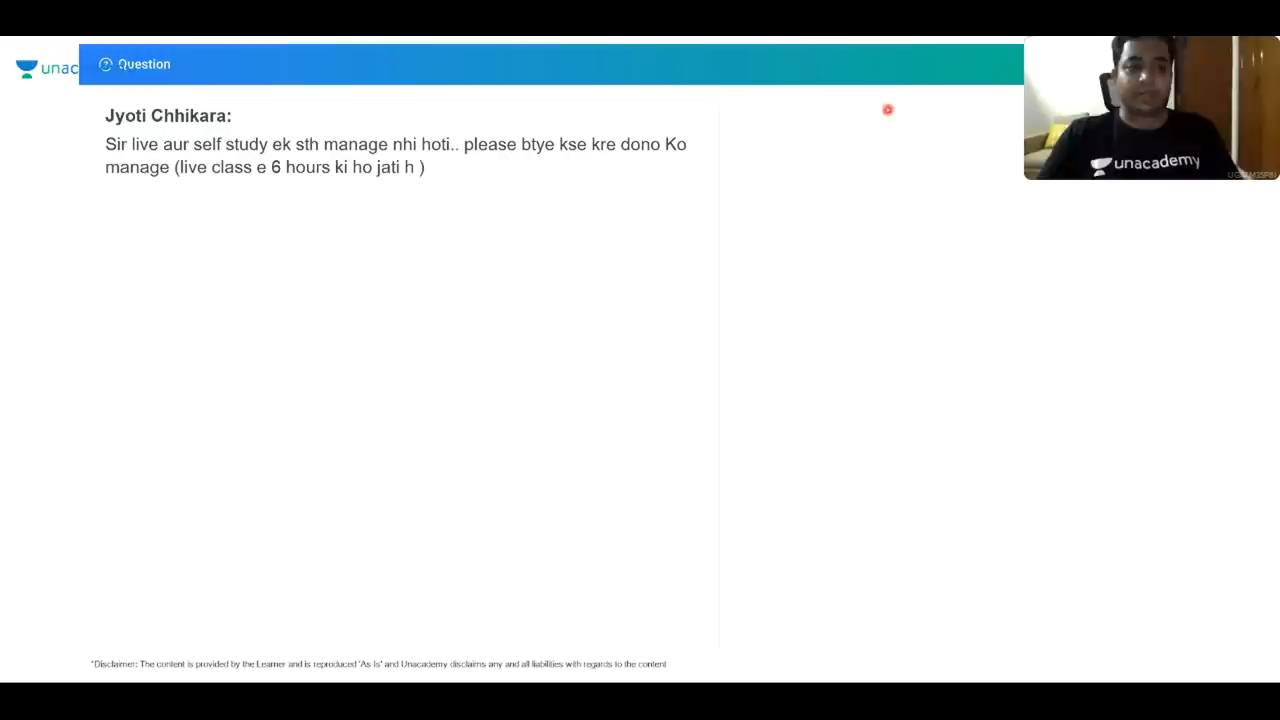 unac
Question
Jyoti Chhikara:
Sir live aur self study ek sth manage nhi hoti.. please btye kse kre dono Ko
manage (live class e 6 hours ki ho jati h )
unacademy
*Disclaimer: The content is provided by the Learner and is reproduced 'As Is' and Unacademy disclaims any and all liabilities with regards to the content